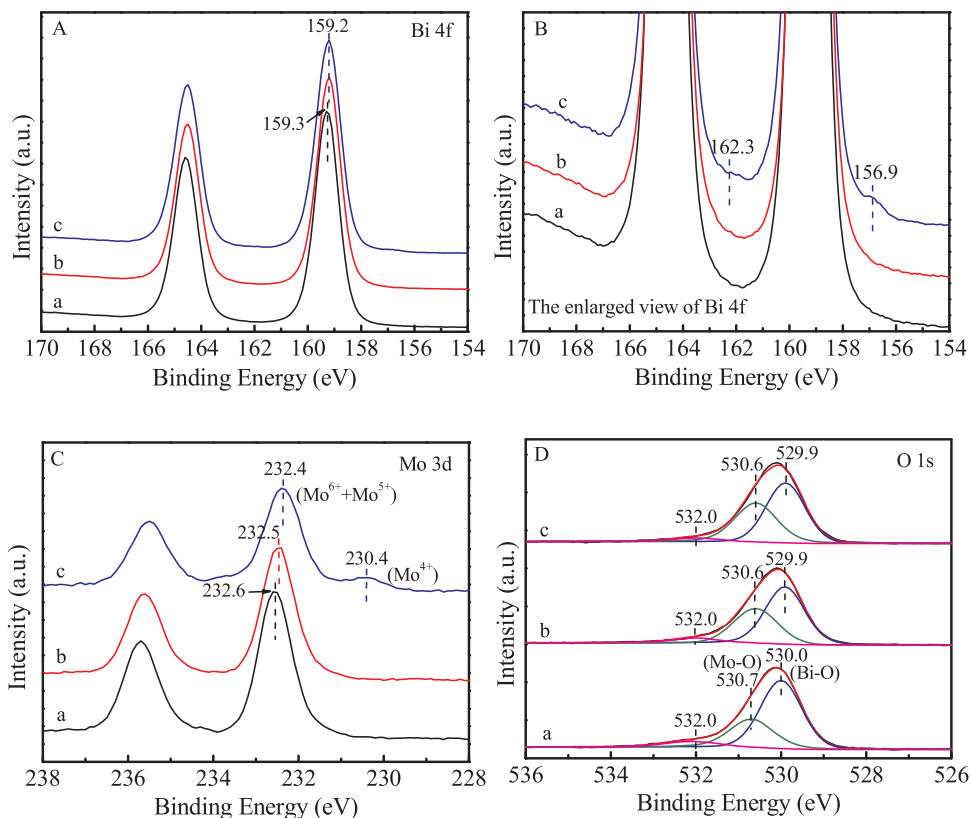 A
159.2
Bi 4f
159.3
c
b
a
Intensity (a.u.)
170 168 166 164 162 160 158 156 154
Binding Energy (eV)
B
c
162.3
b
156.9
a
The enlarged view of Bi 4f
Intensity (a.u.)
170 168 166 164 162 160 158 156 154
Binding Energy (eV)
C
Mo 3d
232.4
(Mo⁶⁺+Mo⁵⁺)
232.5
230.4
(Mo⁴⁺)
c
232.6
b
a
Intensity (a.u.)
238 236 234 232 230 228
Binding Energy (eV)
D
O 1s
529.9
530.6
532.0
c
529.9
530.6
532.0
b
(Mo-O) 530.0
530.7 (Bi-O)
532.0
a
Intensity (a.u.)
536 534 532 530 528 526
Binding Energy (eV)